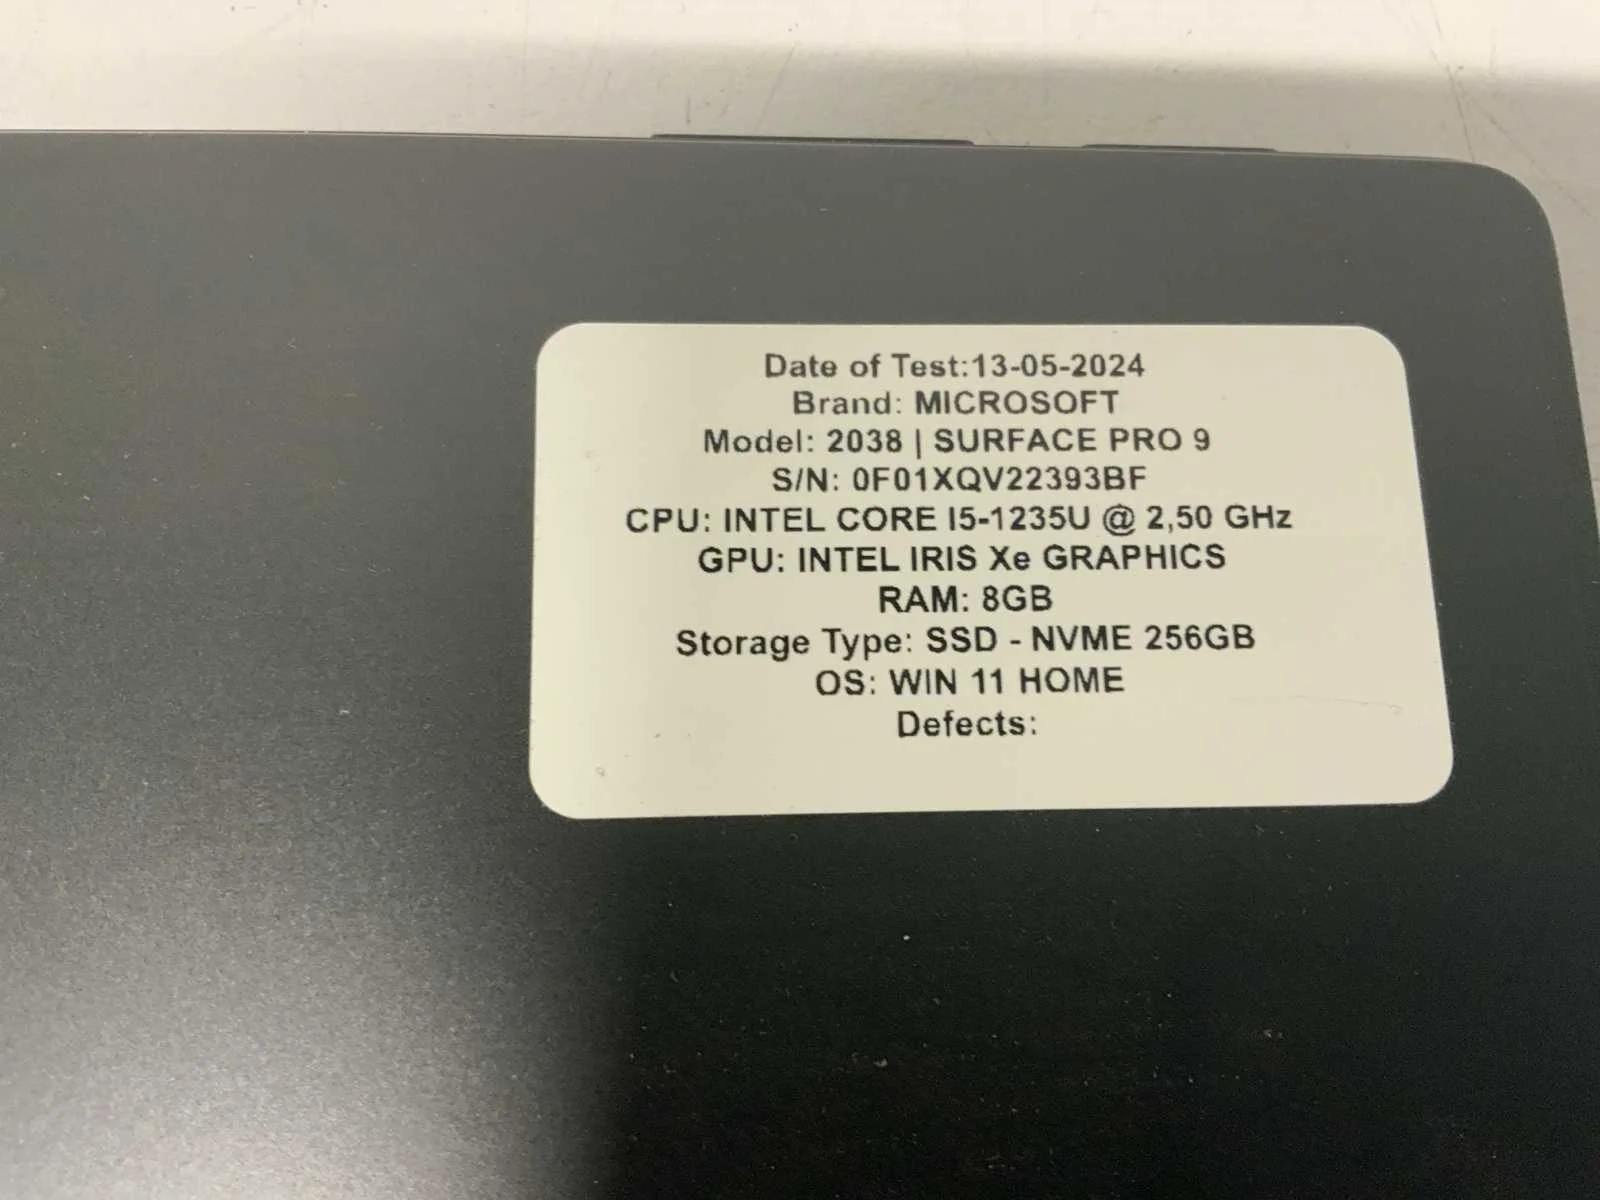 Date of Test:13-05-2024
Brand: MICROSOFT
Model: 2038 | SURFACE PRO 9
S/N: 0F01XQV22393BF
CPU: INTEL CORE I5-1235U @ 2,50 GHz
GPU: INTEL IRIS Xe GRAPHICS
RAM: 8GB
Storage Type: SSD - NVME 256GB
OS: WIN 11 HOME
Defects: